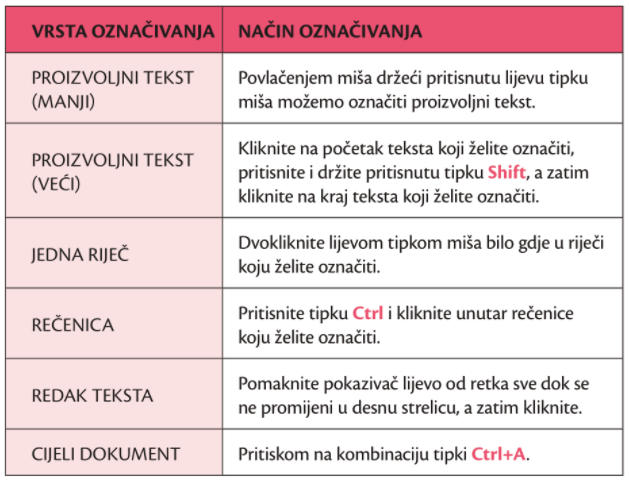 VRSTA OZNAČIVANJA
NAČIN OZNAČIVANJA
PROIZVOLJNI TEKST
(MANJI)
Povlačenjem miša držeći pritisnutu lijevu tipku
miša možemo označiti proizvoljni tekst.
PROIZVOLJNI TEKST
(VEĆI)
Kliknite na početak teksta koji želite označiti,
pritisnite i držite pritisnutu tipku Shift, a zatim
kliknite na kraj teksta koji želite označiti.
JEDNA RIJEČ
Dvokliknite lijevom tipkom miša bilo gdje u riječi
koju želite označiti.
REČENICA
Pritisnite tipku Ctrl i kliknite unutar rečenice
koju želite označiti.
REDAK TEKSTA
Pomaknite pokazivač lijevo od retka sve dok se
ne promijeni u desnu strelicu, a zatim kliknite.
CIJELI DOKUMENT
Pritiskom na kombinaciju tipki Ctrl+A.